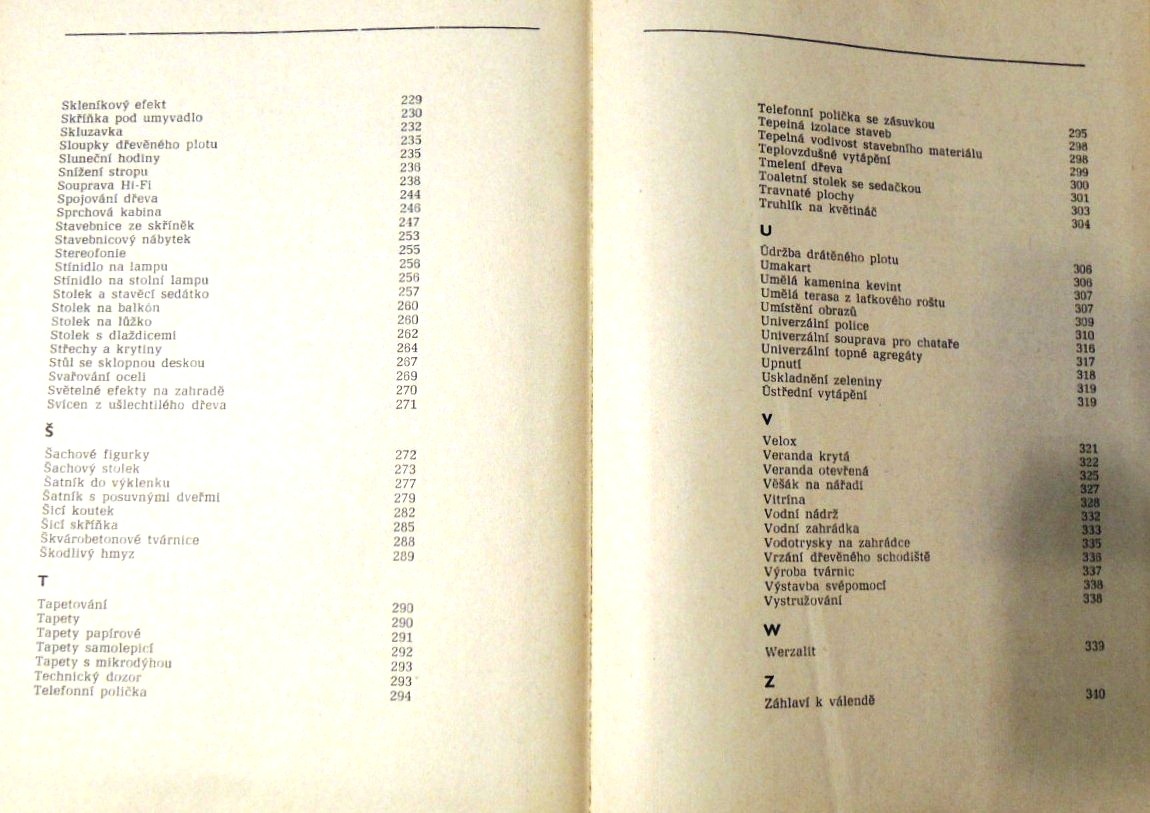 Skleníkový efekt 229
Skříňka pod umyvadlo 230
Skluzavka 232
Sloupky dřevěného plotu 235
Sluneční hodiny 235
Snížení stropu 236
Souprava Hi-Fi 238
Spojování dřeva 244
Sprchová kabina 246
Stavebnice ze skříněk 247
Stavebnicový nábytek 253
Stereofonie 255
Stínidlo na lampu 256
Stínidlo na stolní lampu 256
Stolek a stavěcí sedátko 257
Stolek na balkón 260
Stolek na lůžko 260
Stolek s dlaždicemi 262
Střechy a krytiny 264
Stůl se sklopnou deskou 267
Svařování oceli 269
Světelné efekty na zahradě 270
Svícen z ušlechtilého dřeva 271
Š
Šachové figurky 272
Šachový stolek 273
Šatník do výklenku 277
Šatník s posuvnými dveřmi 279
Šicí koutek 282
Šicí skříňka 285
Škvárobetonové tvárnice 288
Škodlivý hmyz 289
T
Tapetování 290
Tapety 290
Tapety papírové 291
Tapety samolepicí 292
Tapety s mikrodýhou 293
Technický dozor 293
Telefonní polička 294
Telefonní polička se zásuvkou 295
Tepelná izolace staveb 298
Tepelná vodivost stavebního materiálu 298
Teplovzdušné vytápění 299
Tmelení dřeva 300
Toaletní stolek se sedačkou 301
Travnaté plochy 303
Truhlík na květináč 304
U
Údržba drátěného plotu 306
Umakart 306
Umělá kamenina kevint 307
Umělá terasa z laťkového roštu 307
Umístění obrazů 309
Univerzální police 310
Univerzální souprava pro chataře 316
Univerzální topné agregáty 317
Upnutí 318
Uskladnění zeleniny 319
Ústřední vytápění 319
V
Velox 321
Veranda krytá 322
Veranda otevřená 325
Věšák na nářadí 327
Vitrína 328
Vodní nádrž 332
Vodní zahrádka 333
Vodotrysky na zahrádce 335
Vrzání dřevěného schodiště 336
Výroba tvárnic 337
Výstavba svépomocí 338
Vystružování 338
W
Werzalit 339
Z
Záhlaví k válendě 340